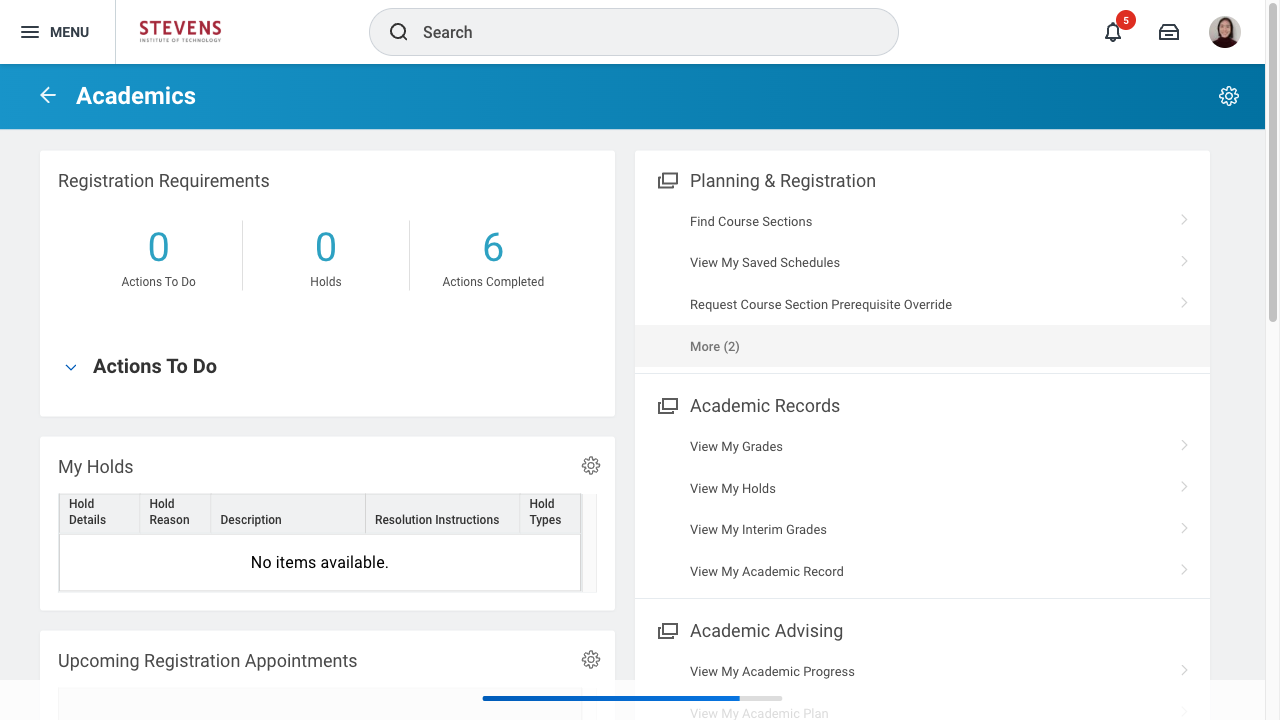 MENU
STEVENS
INSTITUTE OF TECHNOLOGY
Search
5
Academics
Registration Requirements
0
Actions To Do
0
Holds
6
Actions Completed
Actions To Do
My Holds
Hold Details
Hold Reason
Description
Resolution Instructions
Hold Types
No items available.
Upcoming Registration Appointments
Planning & Registration
Find Course Sections
View My Saved Schedules
Request Course Section Prerequisite Override
More (2)
Academic Records
View My Grades
View My Holds
View My Interim Grades
View My Academic Record
Academic Advising
View My Academic Progress
View My Academic Plan